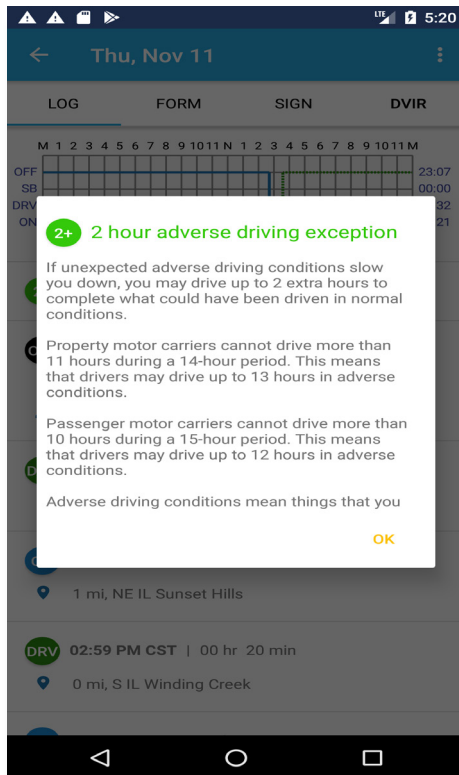 LTE 5:20
Thu, Nov 11
LOG FORM SIGN DVIR
M 1 2 3 4 5 6 7 8 9 10 11 N 1 2 3 4 5 6 7 8 9 10 11 M
OFF 23:07
SB 00:00
DRV 32
ON 21
2+ 2 hour adverse driving exception
If unexpected adverse driving conditions slow
you down, you may drive up to 2 extra hours to
complete what could have been driven in normal
conditions.
Property motor carriers cannot drive more than
11 hours during a 14-hour period. This means
that drivers may drive up to 13 hours in adverse
conditions.
Passenger motor carriers cannot drive more than
10 hours during a 15-hour period. This means
that drivers may drive up to 12 hours in adverse
conditions.
Adverse driving conditions mean things that you
OK
1 mi, NE IL Sunset Hills
DRV 02:59 PM CST | 00 hr 20 min
0 mi, S IL Winding Creek